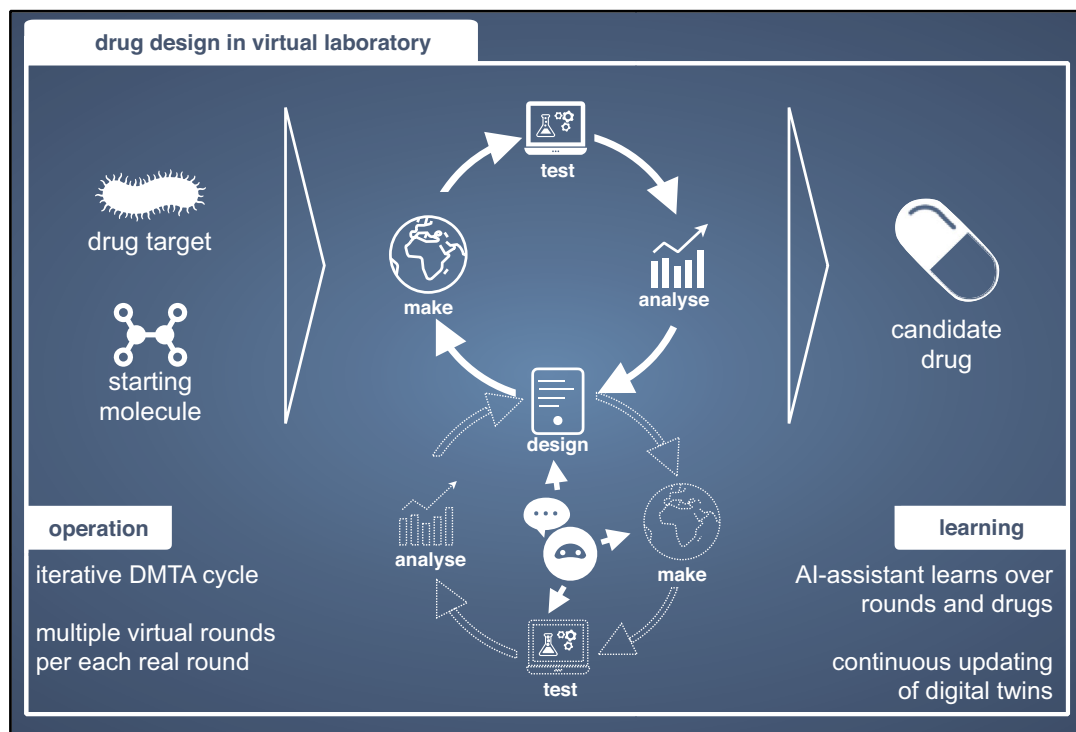 drug design in virtual laboratory
test
drug target
make
analyse
starting
molecule
candidate
drug
design
operation
iterative DMTA cycle
multiple virtual rounds
per each real round
analyse
make
test
learning
AI-assistant learns over
rounds and drugs
continuous updating
of digital twins